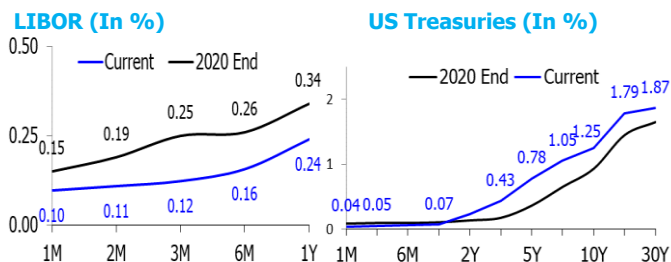 LIBOR (In %)
0.50
Current
2020 End
0.34
0.25
0.26
0.19
0.15
0.25
0.24
0.16
0.12
0.11
0.10
0.00
1M
2M
3M
6M
1Y
US Treasuries (In %)
2020 End
Current
2
1.79
1.87
1.25
1.05
1
0.78
0.43
0.04
0.05
0.07
0
1M
6M
2Y
5Y
10Y
30Y